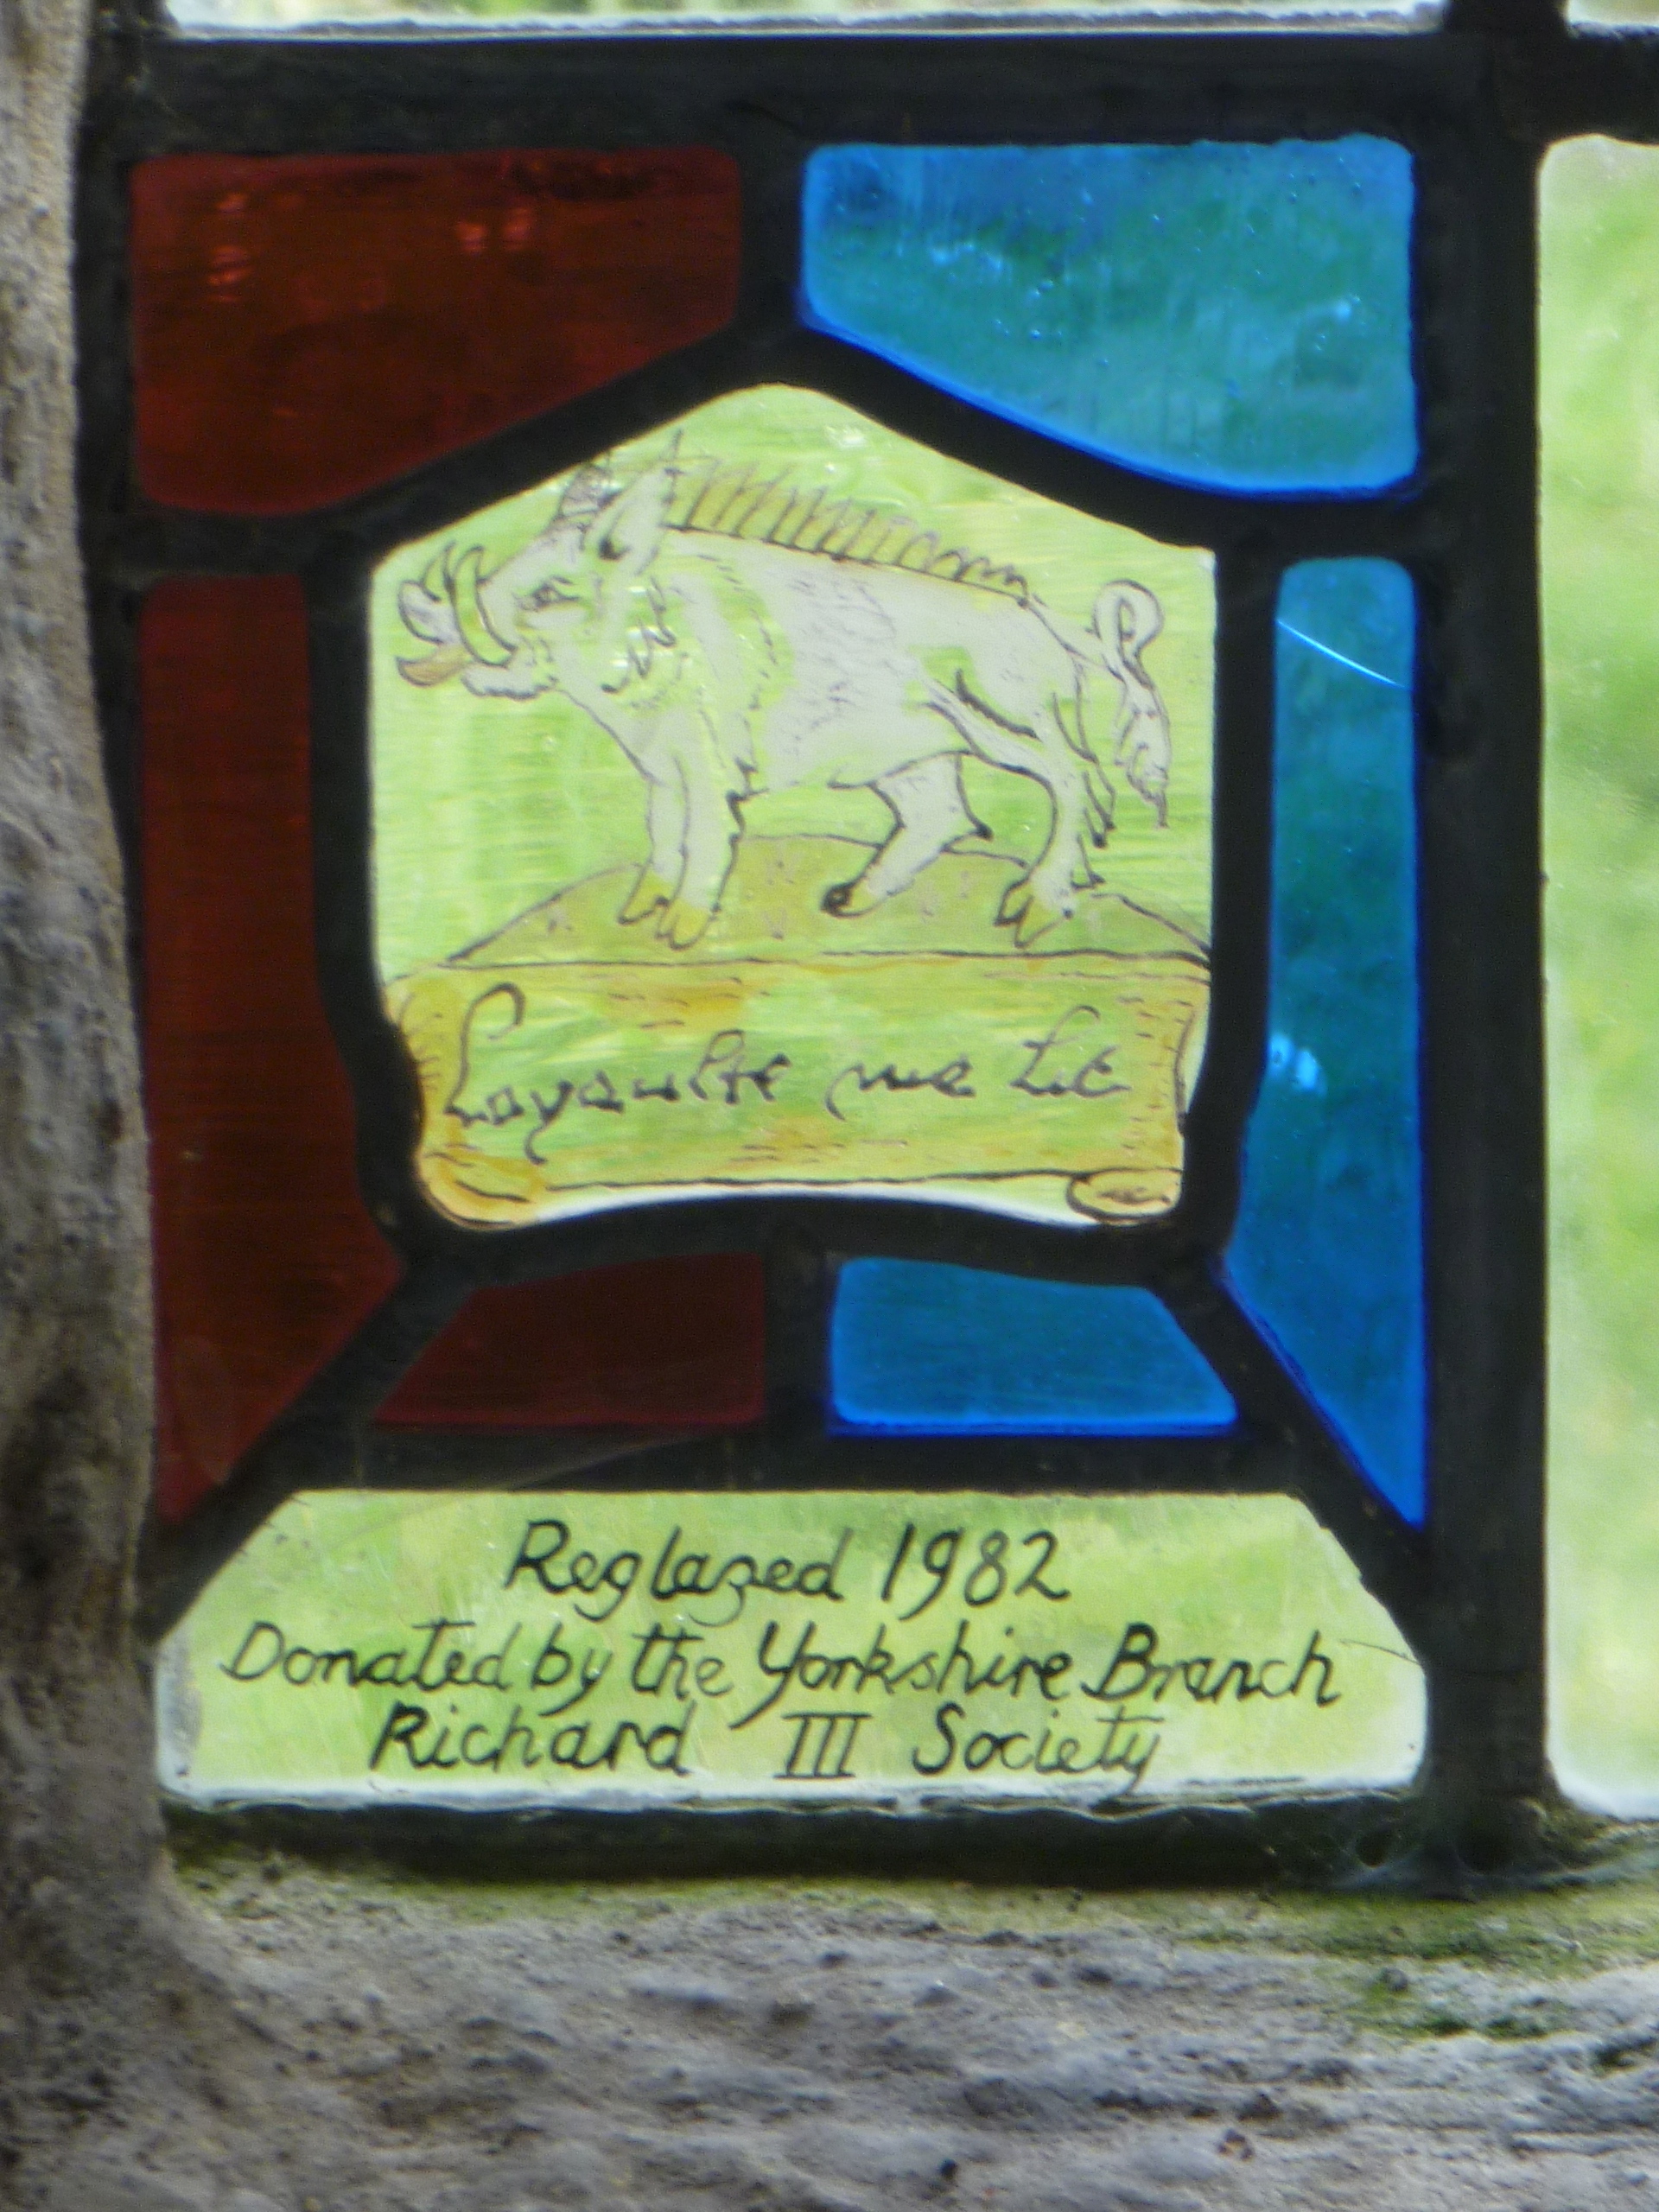 Loyaulte me Lie
Reglazed 1982
Donated by the Yorkshire Branch
Richard III Society